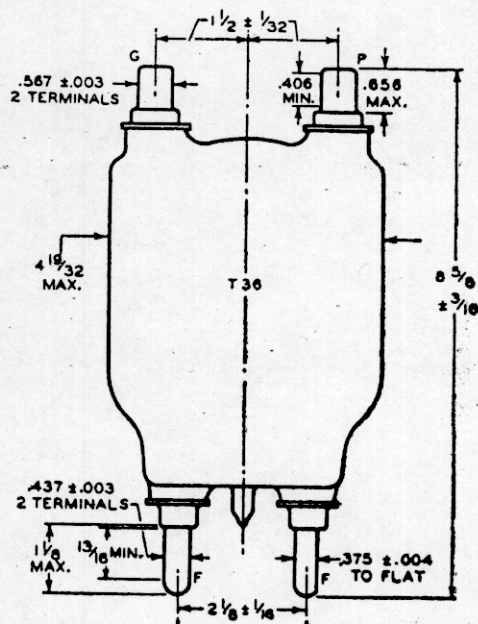 1 1/2 ± 1/32
G
P
.567 ±.003
2 TERMINALS
.406
MIN.
.656
MAX.
4 19/32
MAX.
T 36
8 5/8
± 3/16
.437 ±.003
2 TERMINALS
1 1/8
MAX.
13/16 MIN.
F
F
.375 ±.004
TO FLAT
2 1/8 ± 1/16